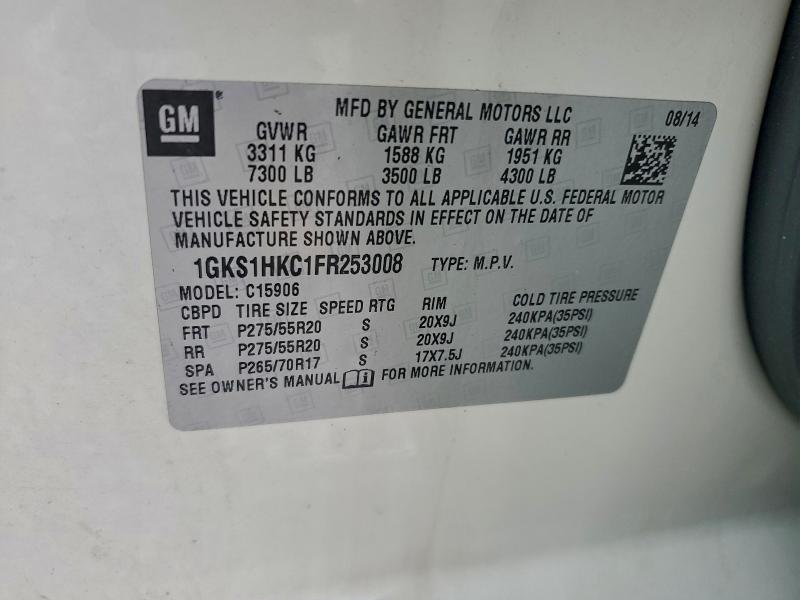 GM
MFD BY GENERAL MOTORS LLC 08/14
GVWR GAWR FRT GAWR RR
3311 KG 1588 KG 1951 KG
7300 LB 3500 LB 4300 LB
THIS VEHICLE CONFORMS TO ALL APPLICABLE U.S. FEDERAL MOTOR
VEHICLE SAFETY STANDARDS IN EFFECT ON THE DATE OF
MANUFACTURE SHOWN ABOVE.
1GKS1HKC1FR253008 TYPE: M.P.V.
MODEL: C15906
CBPD TIRE SIZE SPEED RTG RIM COLD TIRE PRESSURE
FRT P275/55R20 S 20X9J 240KPA(35PSI)
RR P275/55R20 S 20X9J 240KPA(35PSI)
SPA P265/70R17 S 17X7.5J 240KPA(35PSI)
SEE OWNER'S MANUAL i FOR MORE INFORMATION.